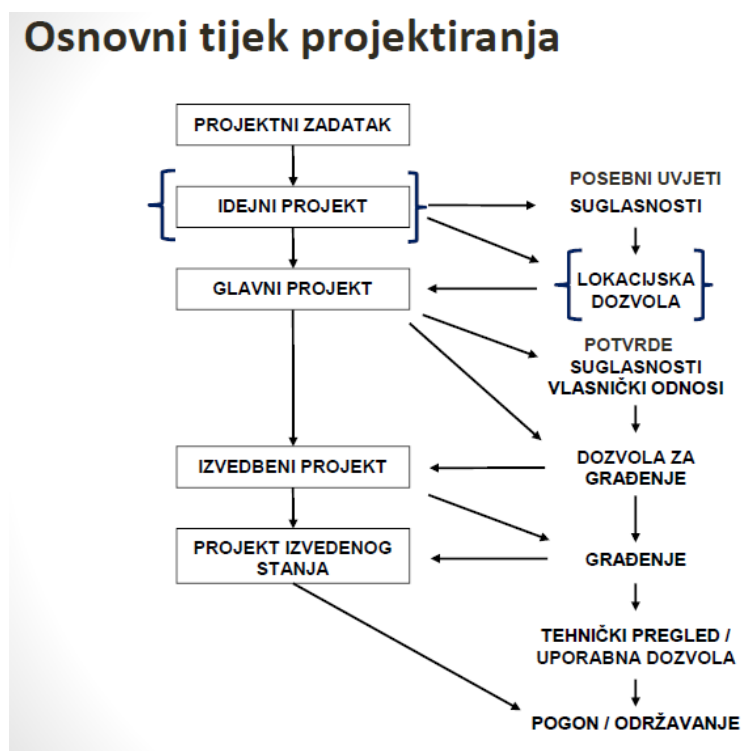 Osnovni tijek projektiranja
PROJEKTNI ZADATAK
IDEJNI PROJEKT
POSEBNI UVJETI
SUGLASNOSTI
GLAVNI PROJEKT
LOKACIJSKA
DOZVOLA
POTVRDE
SUGLASNOSTI
VLASNIČKI ODNOSI
IZVEDBENI PROJEKT
DOZVOLA ZA
GRAĐENJE
PROJEKT IZVEDENOG
STANJA
GRAĐENJE
TEHNIČKI PREGLED /
UPORABNA DOZVOLA
POGON / ODRŽAVANJE